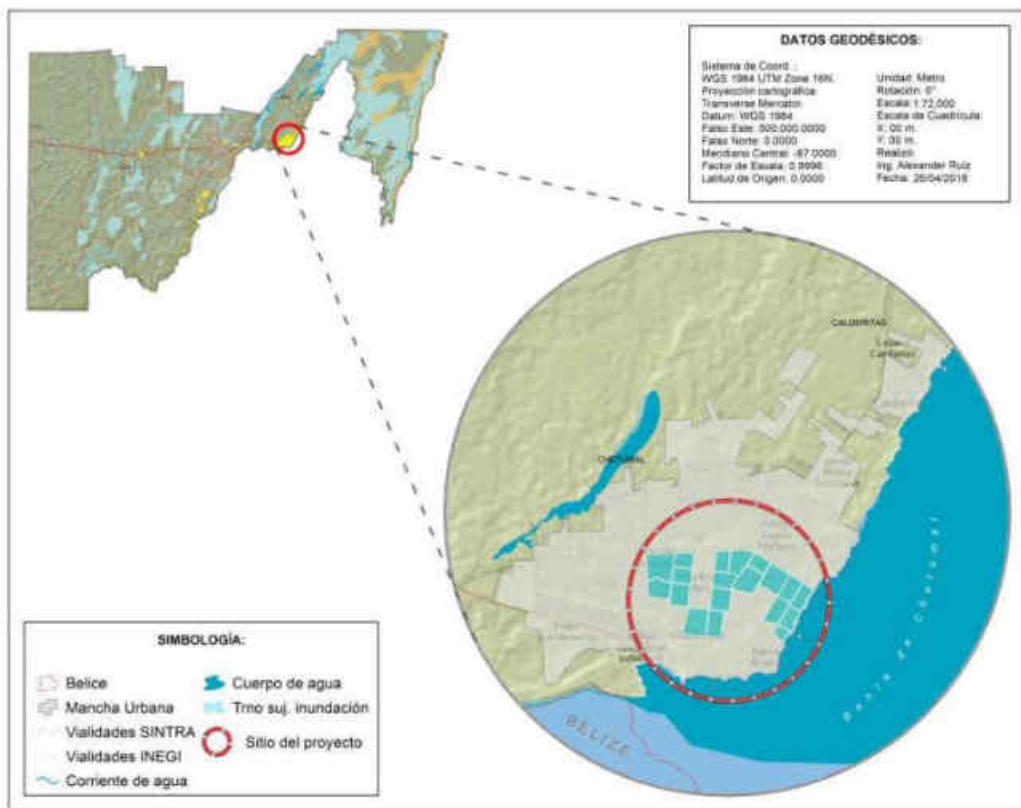 DATOS GEODÉSICOS:
Sistema de Coord.:
WGS 1984 UTM Zone 16N
Proyección cartográfica
Transverse Mercator
Datum: WGS 1984
Falso Este: 500,000.0000
Falso Norte: 0.0000
Meridiano Central: -87.0000
Factor de Escala: 0.9996
Latitud de Origen: 0.0000
Unidad: Metro
Rotación: 0°
Escala: 1:72,000
Escala de Cuadrícula:
X: 00 m.
Y: 00 m.
Realizó:
Ing. Alexander Ruiz
Fecha: 26/04/2018
CALDERITAS
CHETUMAL
Bahía de Chetumal
BELIZE
SIMBOLOGÍA:
Belice
Mancha Urbana
Vialidades SINTRA
Vialidades INEGI
Corriente de agua
Cuerpo de agua
Trno suj. inundación
Sitio del proyecto